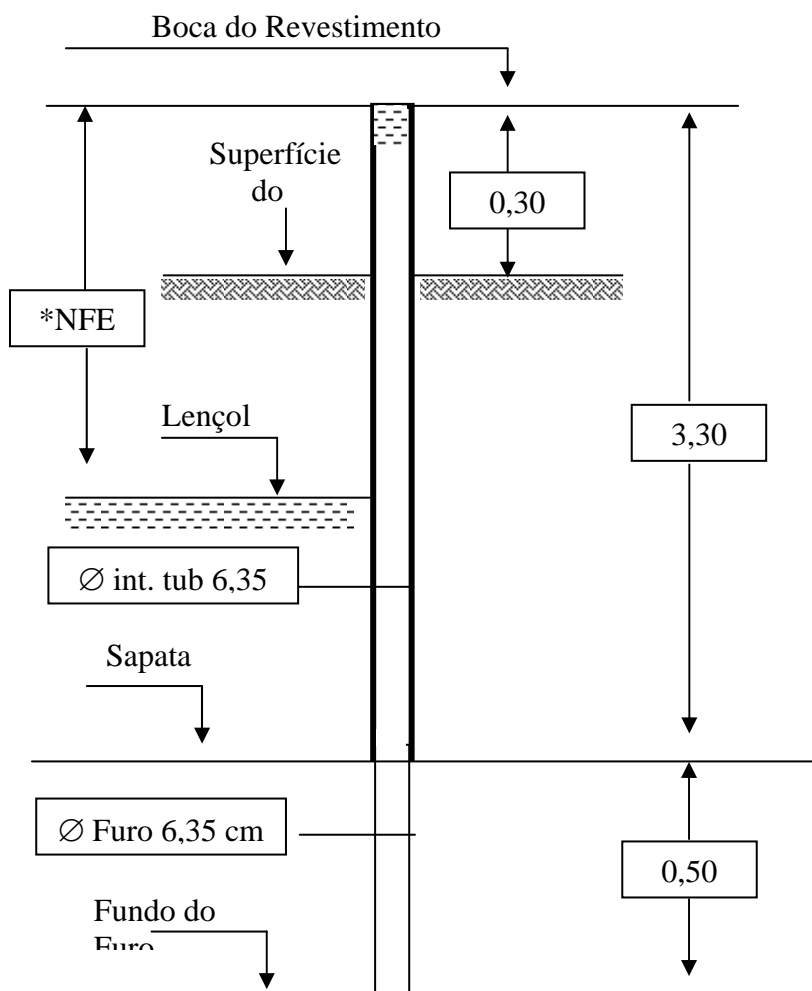 Boca do Revestimento
Superfície
do
0,30
*NFE
Lençol
3,30
∅ int. tub 6,35
Sapata
∅ Furo 6,35 cm
0,50
Fundo do
Furo